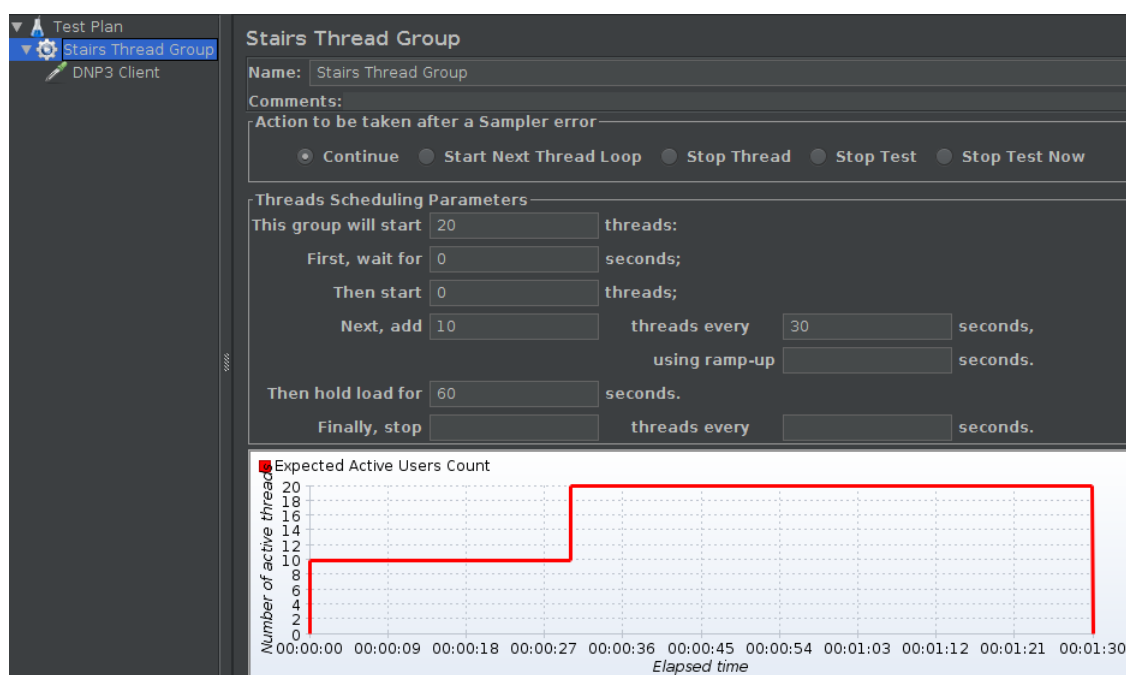 Test Plan
Stairs Thread Group
DNP3 Client
Stairs Thread Group
Name: Stairs Thread Group
Comments:
Action to be taken after a Sampler error
Continue Start Next Thread Loop Stop Thread Stop Test Stop Test Now
Threads Scheduling Parameters
This group will start 20 threads:
First, wait for 0 seconds;
Then start 0 threads;
Next, add 10 threads every 30 seconds,
using ramp-up seconds.
Then hold load for 60 seconds.
Finally, stop threads every seconds.
Expected Active Users Count
Number of active threads
20
18
16
14
12
10
8
6
4
2
0
00:00:00 00:00:09 00:00:18 00:00:27 00:00:36 00:00:45 00:00:54 00:01:03 00:01:12 00:01:21 00:01:30
Elapsed time